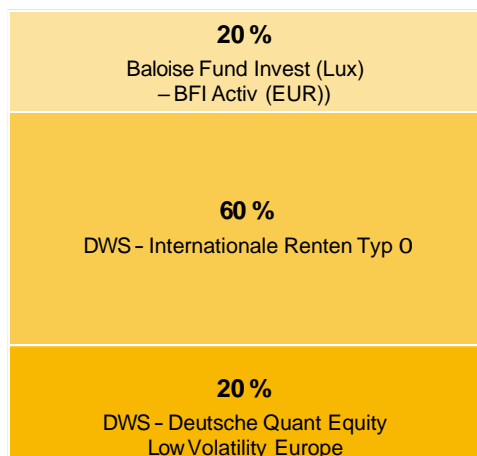 20 %
Baloise Fund Invest (Lux)
– BFI Activ (EUR))
60 %
DWS – Internationale Renten Typ O
20 %
DWS – Deutsche Quant Equity
Low Volatility Europe